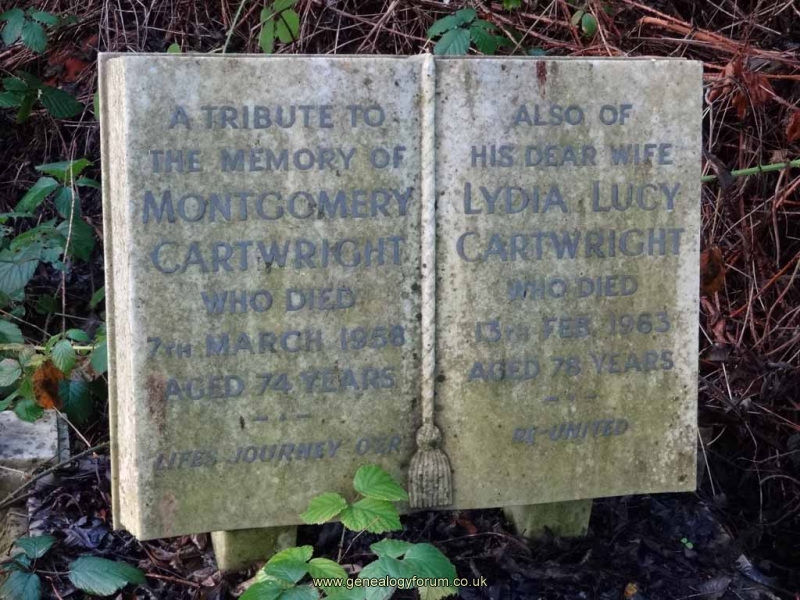 A TRIBUTE TO
THE MEMORY OF
MONTGOMERY
CARTWRIGHT
WHO DIED
7TH MARCH 1958
AGED 74 YEARS
LIFES JOURNEY OER
ALSO OF
HIS DEAR WIFE
LYDIA LUCY
CARTWRIGHT
WHO DIED
13TH FEB 1963
AGED 78 YEARS
RE-UNITED
www.genealogyforum.co.uk